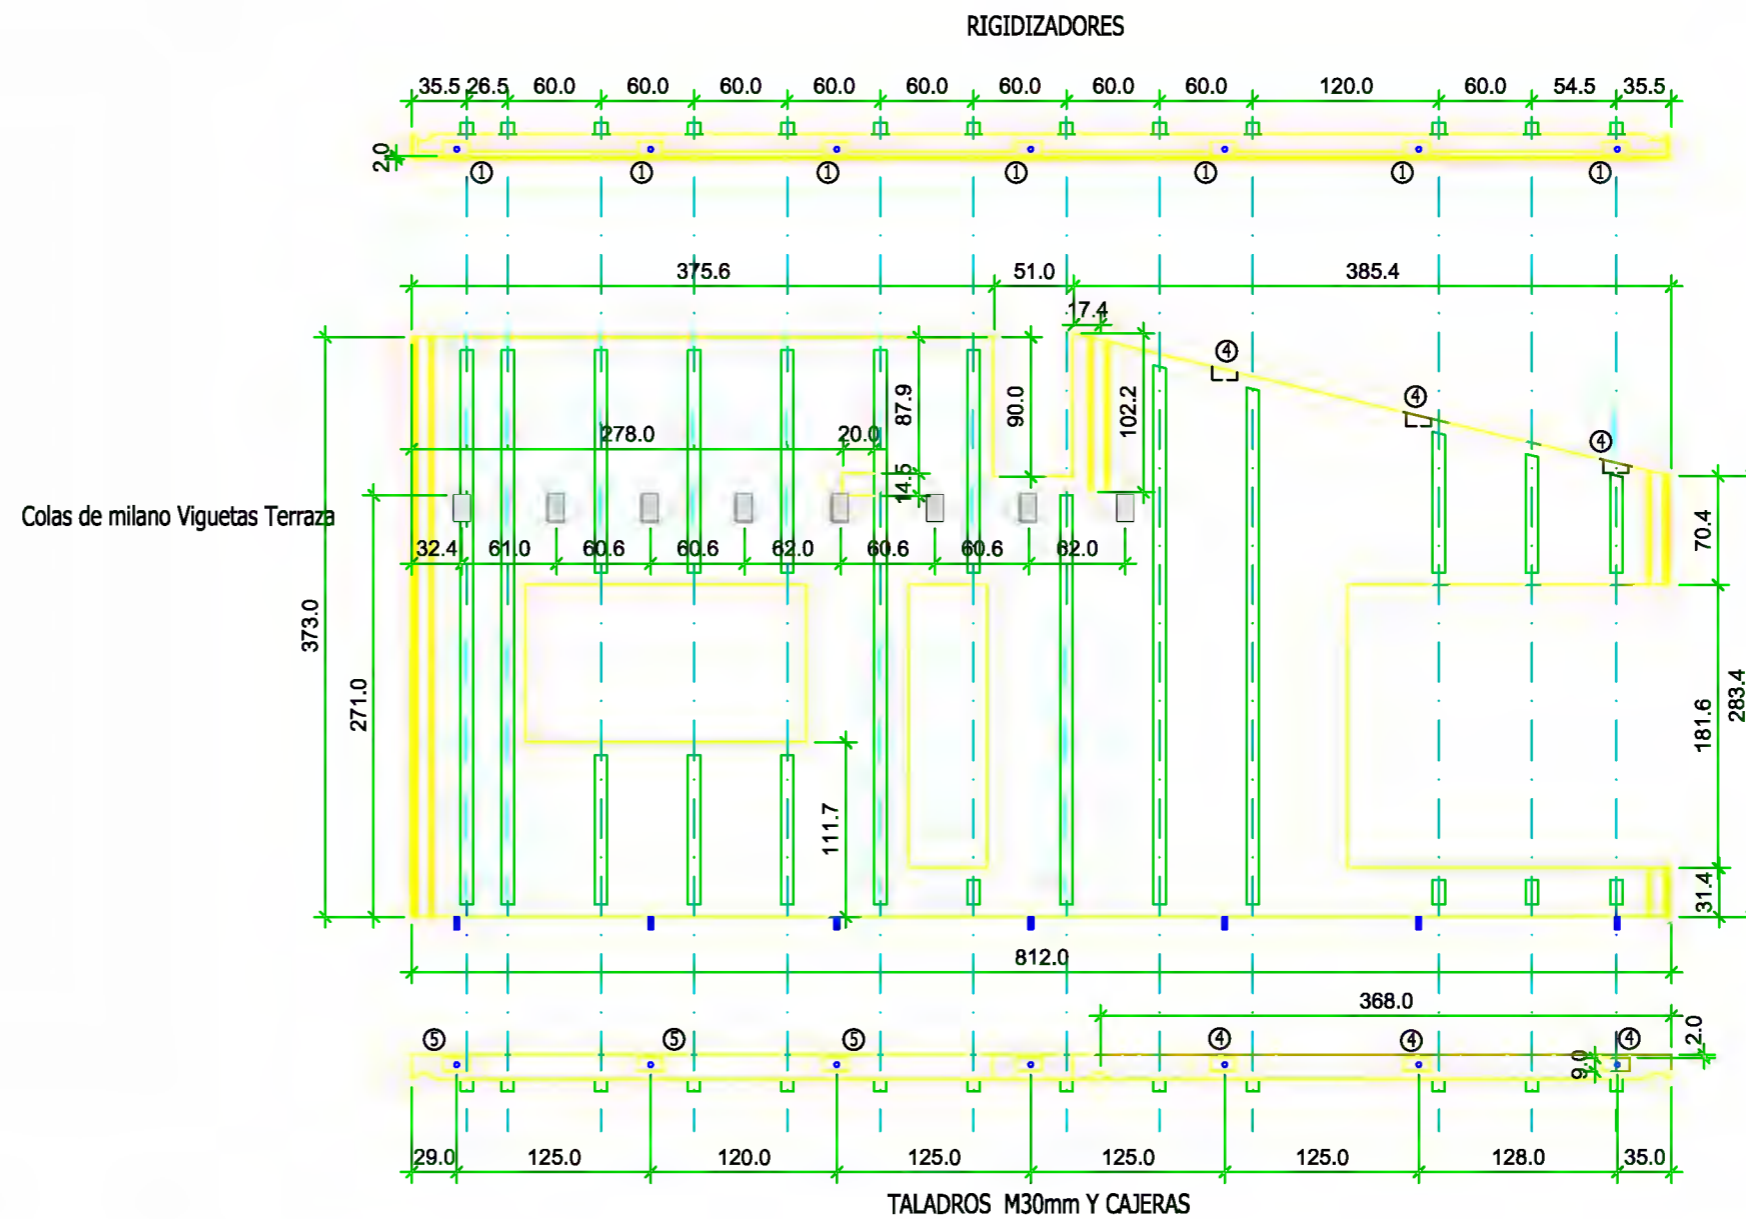 RIGIDIZADORES
35.5 26.5 60.0 60.0 60.0 60.0 60.0 60.0 60.0 60.0 120.0 60.0 54.5 35.5
2.0
① ① ① ① ① ① ①
375.6 51.0 385.4
17.4
④
④
④
87.9 90.0 102.2
278.0 20.0
14.5
Colas de milano Viguetas Terraza
32.4 61.0 60.6 60.6 62.0 60.6 60.6 62.0
70.4
373.0
271.0
181.6
283.4
111.7
31.4
812.0
368.0
2.0
⑤ ⑤ ⑤ ④ ④ ④
9.0
29.0 125.0 120.0 125.0 125.0 125.0 128.0 35.0
TALADROS M30mm Y CAJERAS